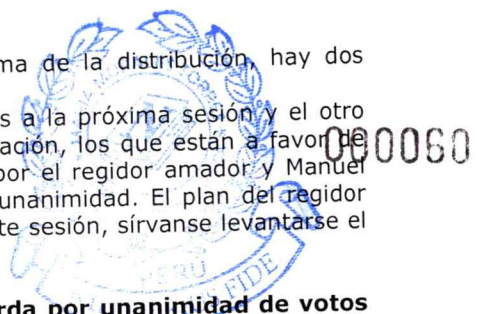 ma de la distribución, hay dos
s a la próxima sesión y el otro
ación, los que están a favor de
000060
por el regidor amador y Manuel
unanimidad. El plan del regidor
te sesión, sírvanse levantarse el
PERÚ
FIDE
rda por unanimidad de votos